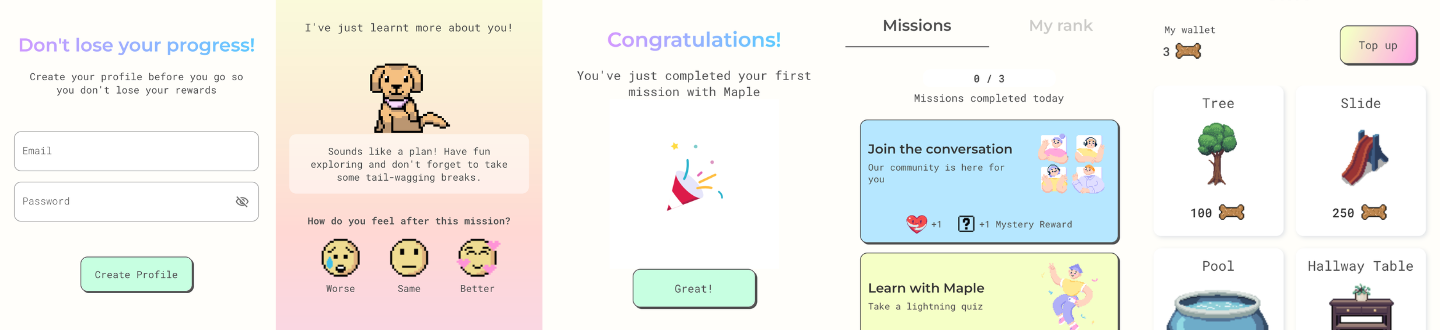 Don't lose your progress!
Create your profile before you go so
you don't lose your rewards
Email
Password
Create Profile
I've just learnt more about you!
Sounds like a plan! Have fun
exploring and don't forget to take
some tail-wagging breaks.
How do you feel after this mission?
Worse
Same
Better
Congratulations!
You've just completed your first
mission with Maple
Great!
Missions
My rank
0 / 3
Missions completed today
Join the conversation
Our community is here for
you
+1
? +1 Mystery Reward
Learn with Maple
Take a lightning quiz
My wallet
3
Top up
Tree
100
Slide
250
Pool
Hallway Table